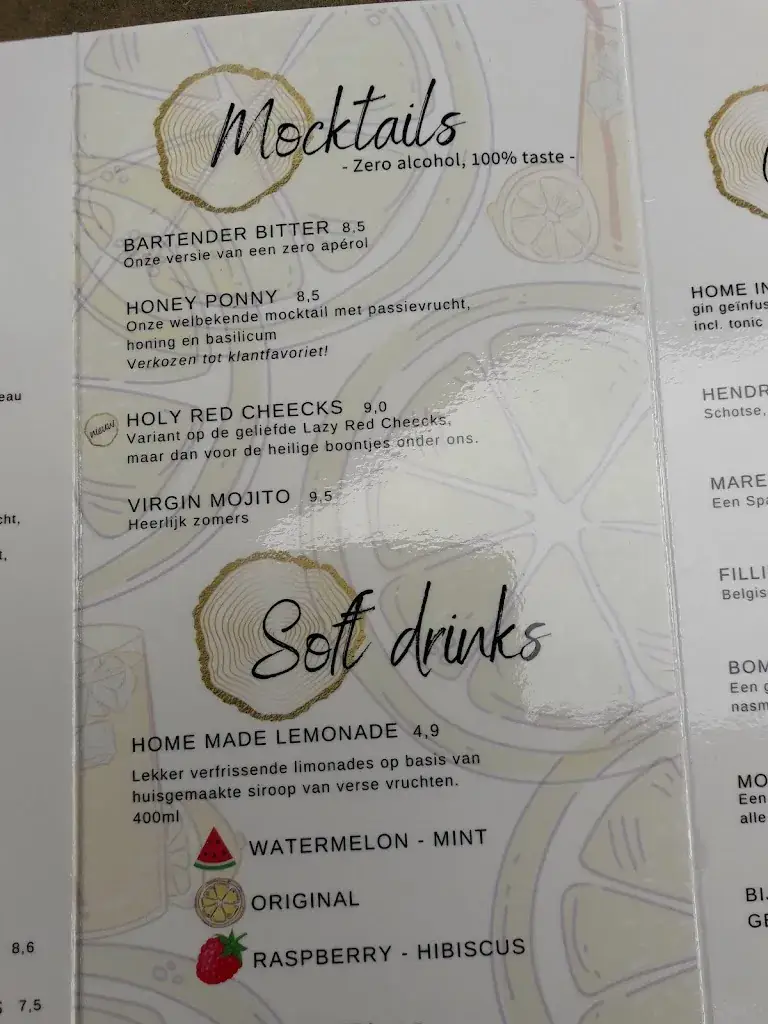 Mocktails
- Zero alcohol, 100% taste -
BARTENDER BITTER 8,5
Onze versie van een zero apérol
HONEY PONNY 8,5
Onze welbekende mocktail met passievrucht,
honing en basilicum
Verkozen tot klantfavoriet!
nieuw
HOLY RED CHEECKS 9,0
Variant op de geliefde Lazy Red Cheecks,
maar dan voor de heilige boontjes onder ons.
VIRGIN MOJITO 9,5
Heerlijk zomers
Soft drinks
HOME MADE LEMONADE 4,9
Lekker verfrissende limonades op basis van
huisgemaakte siroop van verse vruchten.
400ml
WATERMELON - MINT
ORIGINAL
RASPBERRY - HIBISCUS
eau
cht,
t,
8,6
7,5
HOME IN
gin geïnfus
incl. tonic
HENDR
Schotse,
MARE
Een Spa
FILLI
Belgis
BOM
Een g
nasm
MO
Een
alle
BI
GE